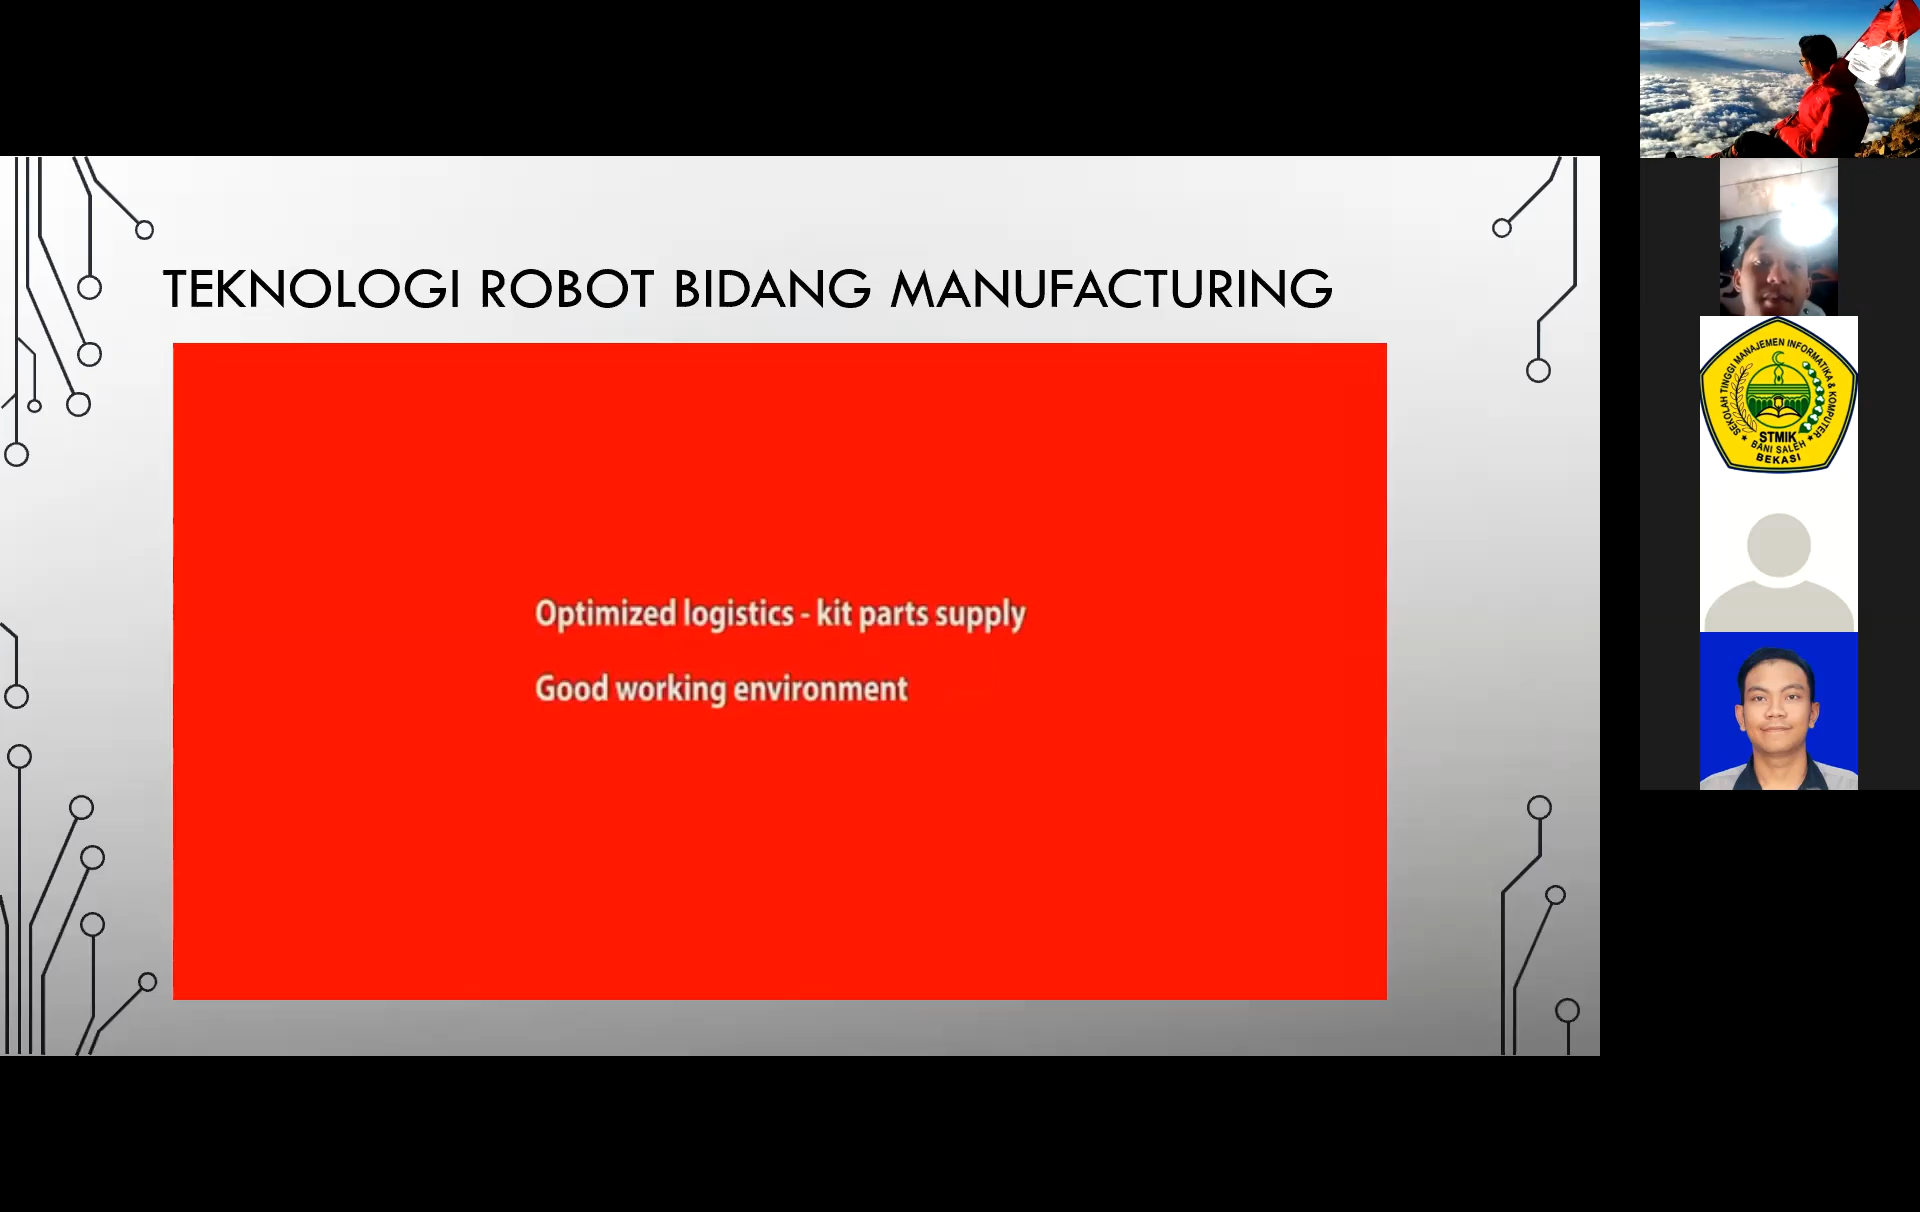 TEKNOLOGI ROBOT BIDANG MANUFACTURING
Optimized logistics - kit parts supply
Good working environment
SEKOLAH TINGGI MANAJEMEN INFORMATIKA & KOMPUTER
STMIK
BANI SALEH
BEKASI